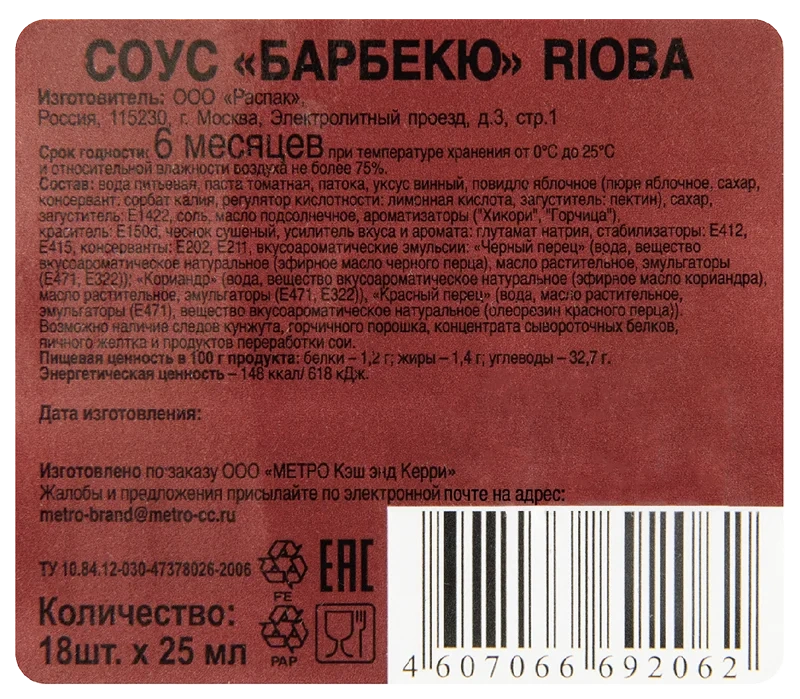 СОУС «БАРБЕКЮ» RIOBA
Изготовитель: ООО «Распак»,
Россия, 115230, г. Москва, Электролитный проезд, д.3, стр.1
Срок годности: 6 месяцев при температуре хранения от 0°С до 25°С
и относительной влажности воздуха не более 75%.
Состав: вода питьевая, паста томатная, патока, уксус винный, повидло яблочное (пюре яблочное, сахар,
консервант: сорбат калия, регулятор кислотности: лимонная кислота, загуститель: пектин), сахар,
загуститель: Е1422, соль, масло подсолнечное, ароматизаторы ("Хикори", "Горчица"),
краситель: Е150d, чеснок сушеный, усилитель вкуса и аромата: глутамат натрия, стабилизаторы: Е412,
Е415, консерванты: Е202, Е211, вкусоароматические эмульсии: «Черный перец» (вода, вещество
вкусоароматическое натуральное (эфирное масло черного перца), масло растительное, эмульгаторы
(Е471, Е322)); «Кориандр» (вода, вещество вкусоароматическое натуральное (эфирное масло кориандра),
масло растительное, эмульгаторы (Е471, Е322)), «Красный перец» (вода, масло растительное,
эмульгаторы (Е471), вещество вкусоароматическое натуральное (олеорезин красного перца)).
Возможно наличие следов кунжута, горчичного порошка, концентрата сывороточных белков,
яичного желтка и продуктов переработки сои.
Пищевая ценность в 100 г продукта: белки – 1,2 г; жиры – 1,4 г; углеводы – 32,7 г.
Энергетическая ценность – 148 ккал/ 618 кДж.
Дата изготовления:
Изготовлено по заказу ООО «МЕТРО Кэш энд Керри»
Жалобы и предложения присылайте по электронной почте на адрес:
metro-brand@metro-cc.ru
ТУ 10.84.12-030-47378026-2006
FE
EAC
Количество:
18шт. х 25 мл
PAP
4 607066 692062